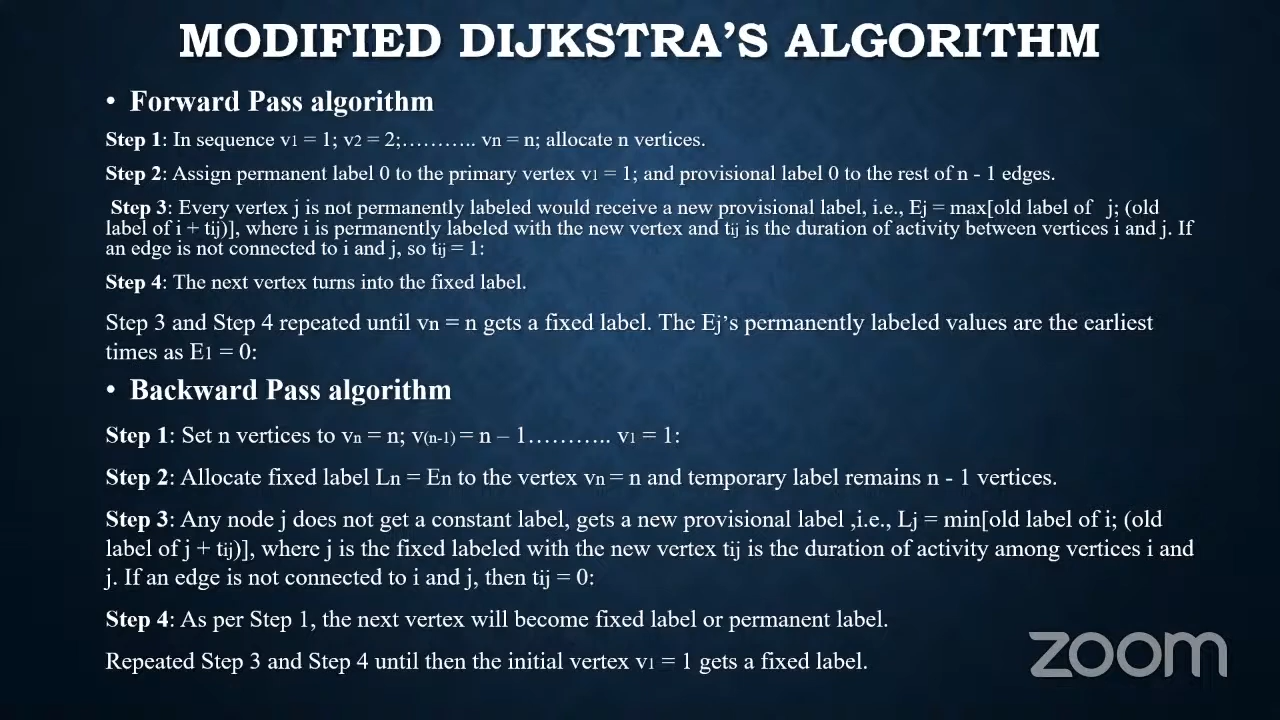 MODIFIED DIJKSTRA’S ALGORITHM
• Forward Pass algorithm
Step 1: In sequence v1 = 1; v2 = 2;……….. vn = n; allocate n vertices.
Step 2: Assign permanent label 0 to the primary vertex v1 = 1; and provisional label 0 to the rest of n - 1 edges.
Step 3: Every vertex j is not permanently labeled would receive a new provisional label, i.e., Ej = max[old label of j; (old
label of i + tij)], where i is permanently labeled with the new vertex and tij is the duration of activity between vertices i and j. If
an edge is not connected to i and j, so tij = 1:
Step 4: The next vertex turns into the fixed label.
Step 3 and Step 4 repeated until vn = n gets a fixed label. The Ej’s permanently labeled values are the earliest
times as E1 = 0:
• Backward Pass algorithm
Step 1: Set n vertices to vn = n; v(n-1) = n – 1……….. v1 = 1:
Step 2: Allocate fixed label Ln = En to the vertex vn = n and temporary label remains n - 1 vertices.
Step 3: Any node j does not get a constant label, gets a new provisional label ,i.e., Lj = min[old label of i; (old
label of j + tij)], where j is the fixed labeled with the new vertex tij is the duration of activity among vertices i and
j. If an edge is not connected to i and j, then tij = 0:
Step 4: As per Step 1, the next vertex will become fixed label or permanent label.
Repeated Step 3 and Step 4 until then the initial vertex v1 = 1 gets a fixed label.
zoom